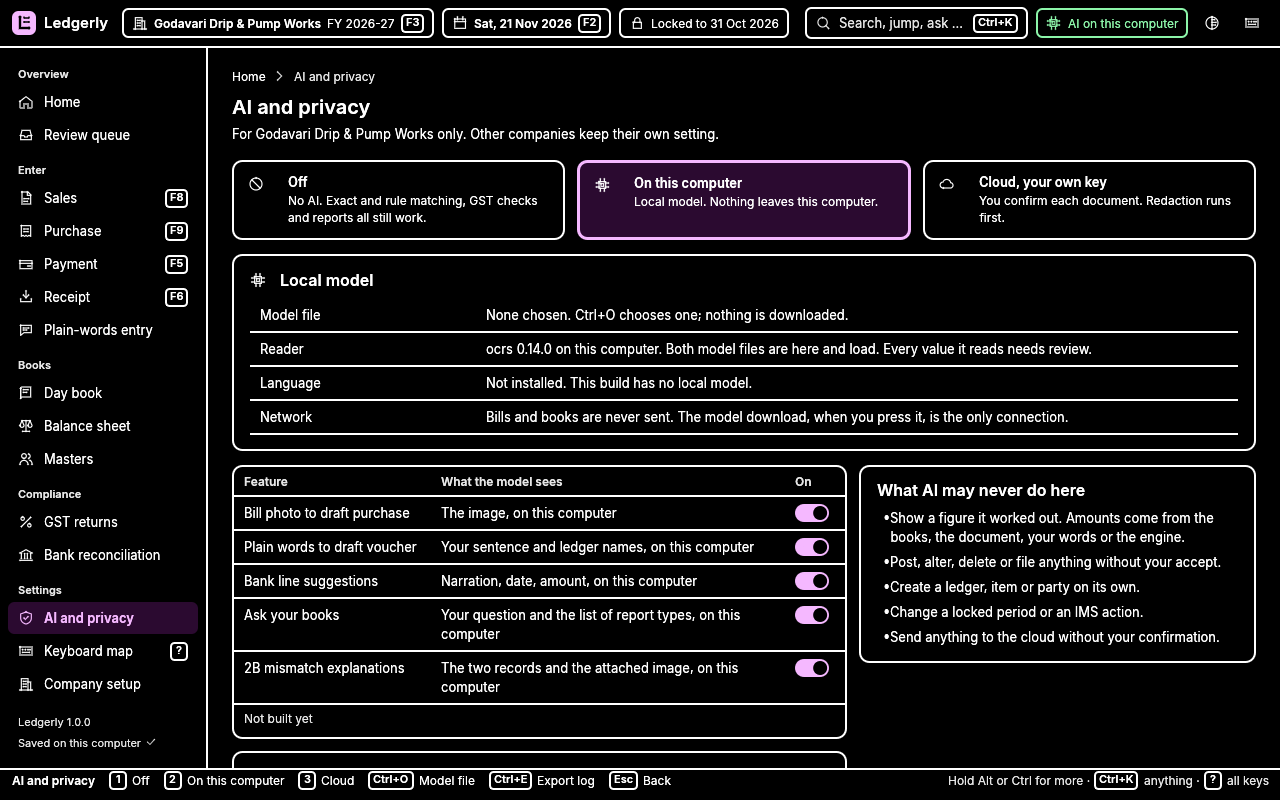 Ledgerly
Godavari Drip & Pump Works FY 2026-27 F3
Sat, 21 Nov 2026 F2
Locked to 31 Oct 2026
Search, jump, ask ... Ctrl+K
AI on this computer
Overview
Home
Review queue
Enter
Sales F8
Purchase F9
Payment F5
Receipt F6
Plain-words entry
Books
Day book
Balance sheet
Masters
Compliance
GST returns
Bank reconciliation
Settings
AI and privacy
Keyboard map ?
Company setup
Ledgerly 1.0.0
Saved on this computer
Home AI and privacy
AI and privacy
For Godavari Drip & Pump Works only. Other companies keep their own setting.
Off
No AI. Exact and rule matching, GST checks
and reports all still work.
On this computer
Local model. Nothing leaves this computer.
Cloud, your own key
You confirm each document. Redaction runs
first.
Local model
Model file None chosen. Ctrl+O chooses one; nothing is downloaded.
Reader ocrs 0.14.0 on this computer. Both model files are here and load. Every value it reads needs review.
Language Not installed. This build has no local model.
Network Bills and books are never sent. The model download, when you press it, is the only connection.
Feature What the model sees On
Bill photo to draft purchase The image, on this computer
Plain words to draft voucher Your sentence and ledger names, on this computer
Bank line suggestions Narration, date, amount, on this computer
Ask your books Your question and the list of report types, on this
computer
2B mismatch explanations The two records and the attached image, on this
computer
Not built yet
What AI may never do here
•Show a figure it worked out. Amounts come from the
books, the document, your words or the engine.
•Post, alter, delete or file anything without your accept.
•Create a ledger, item or party on its own.
•Change a locked period or an IMS action.
•Send anything to the cloud without your confirmation.
AI and privacy 1 Off 2 On this computer 3 Cloud Ctrl+O Model file Ctrl+E Export log Esc Back
Hold Alt or Ctrl for more · Ctrl+K anything · ? all keys